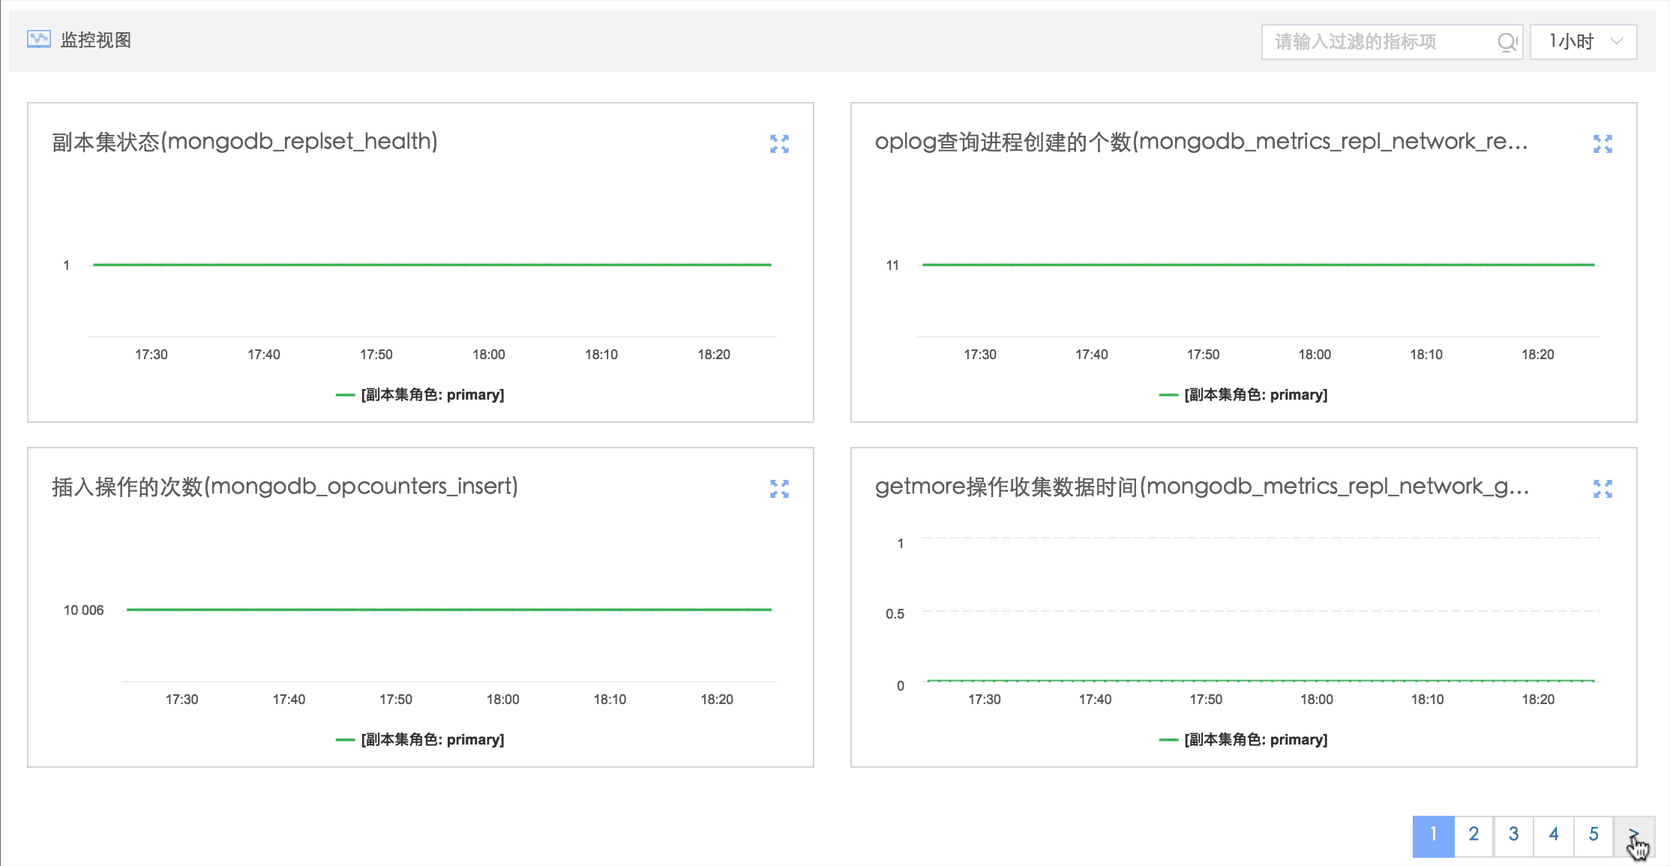 监控视图
请输入过滤的指标项
1小时
副本集状态(mongodb_replset_health)
1
17:30 17:40 17:50 18:00 18:10 18:20
[副本集角色: primary]
oplog查询进程创建的个数(mongodb_metrics_repl_network_re...
11
17:30 17:40 17:50 18:00 18:10 18:20
[副本集角色: primary]
插入操作的次数(mongodb_opcounters_insert)
10 006
17:30 17:40 17:50 18:00 18:10 18:20
[副本集角色: primary]
getmore操作收集数据时间(mongodb_metrics_repl_network_g...
1
0.5
0
17:30 17:40 17:50 18:00 18:10 18:20
[副本集角色: primary]
1 2 3 4 5 >